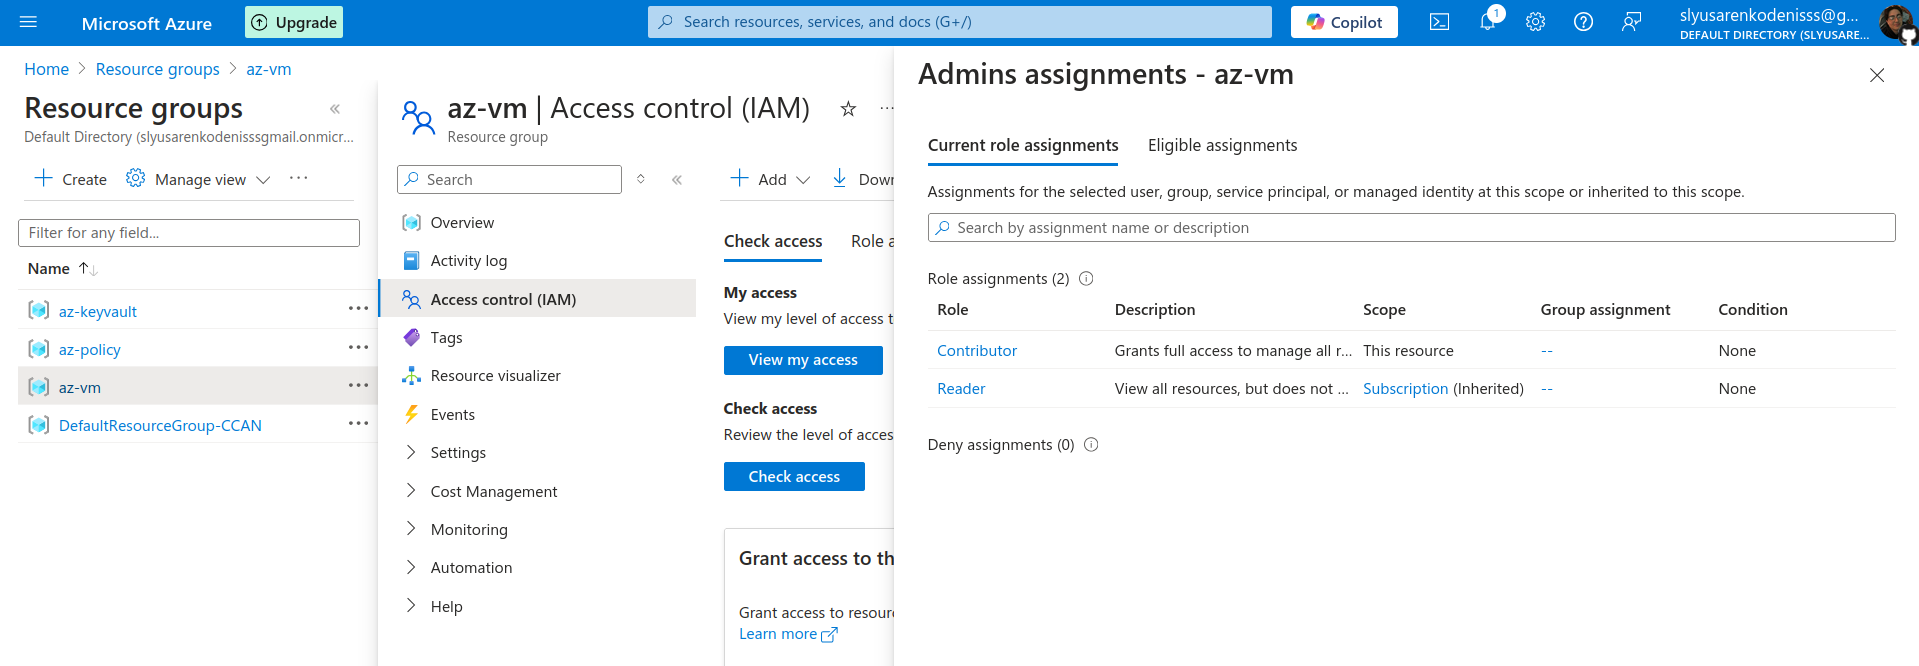 Microsoft Azure
Upgrade
Search resources, services, and docs (G+/)
Copilot
1
slyusarenkodenisss@g...
DEFAULT DIRECTORY (SLYUSARE...
Home > Resource groups > az-vm
Resource groups
Default Directory (slyusarenkodenisssgmail.onmicr...
Create
Manage view
Filter for any field...
Name
az-keyvault
az-policy
az-vm
DefaultResourceGroup-CCAN
az-vm | Access control (IAM)
Resource group
Search
Overview
Activity log
Access control (IAM)
Tags
Resource visualizer
Events
Settings
Cost Management
Monitoring
Automation
Help
Add
Down
Check access
Role a
My access
View my level of access t
View my access
Check access
Review the level of acces
Check access
Grant access to th
Grant access to resour
Learn more
Admins assignments - az-vm
Current role assignments
Eligible assignments
Assignments for the selected user, group, service principal, or managed identity at this scope or inherited to this scope.
Search by assignment name or description
Role assignments (2)
Role Description Scope Group assignment Condition
Contributor Grants full access to manage all r... This resource -- None
Reader View all resources, but does not ... Subscription (Inherited) -- None
Deny assignments (0)